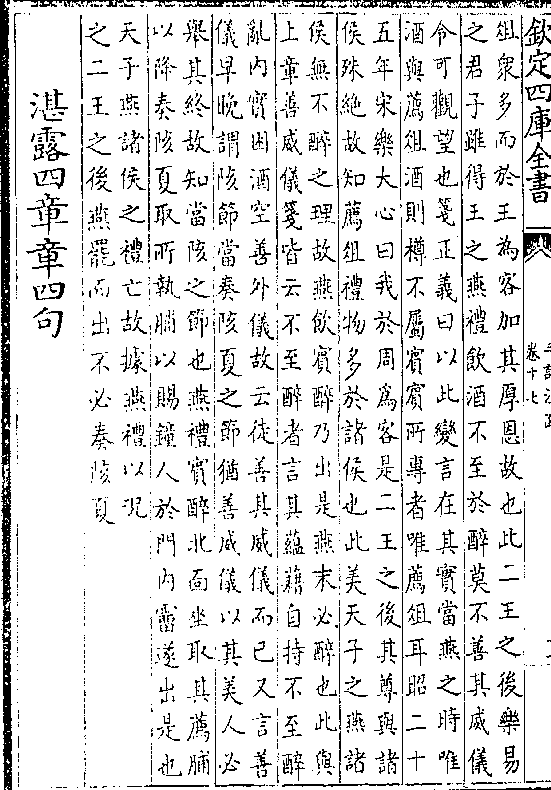 欽定四庫全書
卷十七
俎衆多而於王為客加其厚恩故也此二王之後樂易
之君子雖得王之燕禮飲酒不至於醉莫不善其威儀
令可觀望也箋正義曰以此變言在其實當燕之時唯
酒與薦俎酒則樽不屬賓賓所專者唯薦俎耳昭二十
五年宋樂大心曰我於周為客是二王之後其尊與諸
侯殊絶故知薦俎禮物多於諸侯也此美天子之燕諸
侯無不醉之理故燕飲賓醉乃出是燕末必醉也此與
上章善威儀箋皆云不至醉者言其藴藉自持不至醉
亂内實困酒空善外儀故云徒善其威儀而已又言善
儀早晚謂陔節當奏陔夏之節猶善威儀以其美人必
舉其終故知當陔之節也燕禮賓醉北面坐取其薦脯
以降奏陔夏取所執脯以賜鐘人於門内霤遂出是也
天子燕諸侯之禮亡故據燕禮以况
之二王之後燕罷而出不必奏陔夏
湛露四章章四句